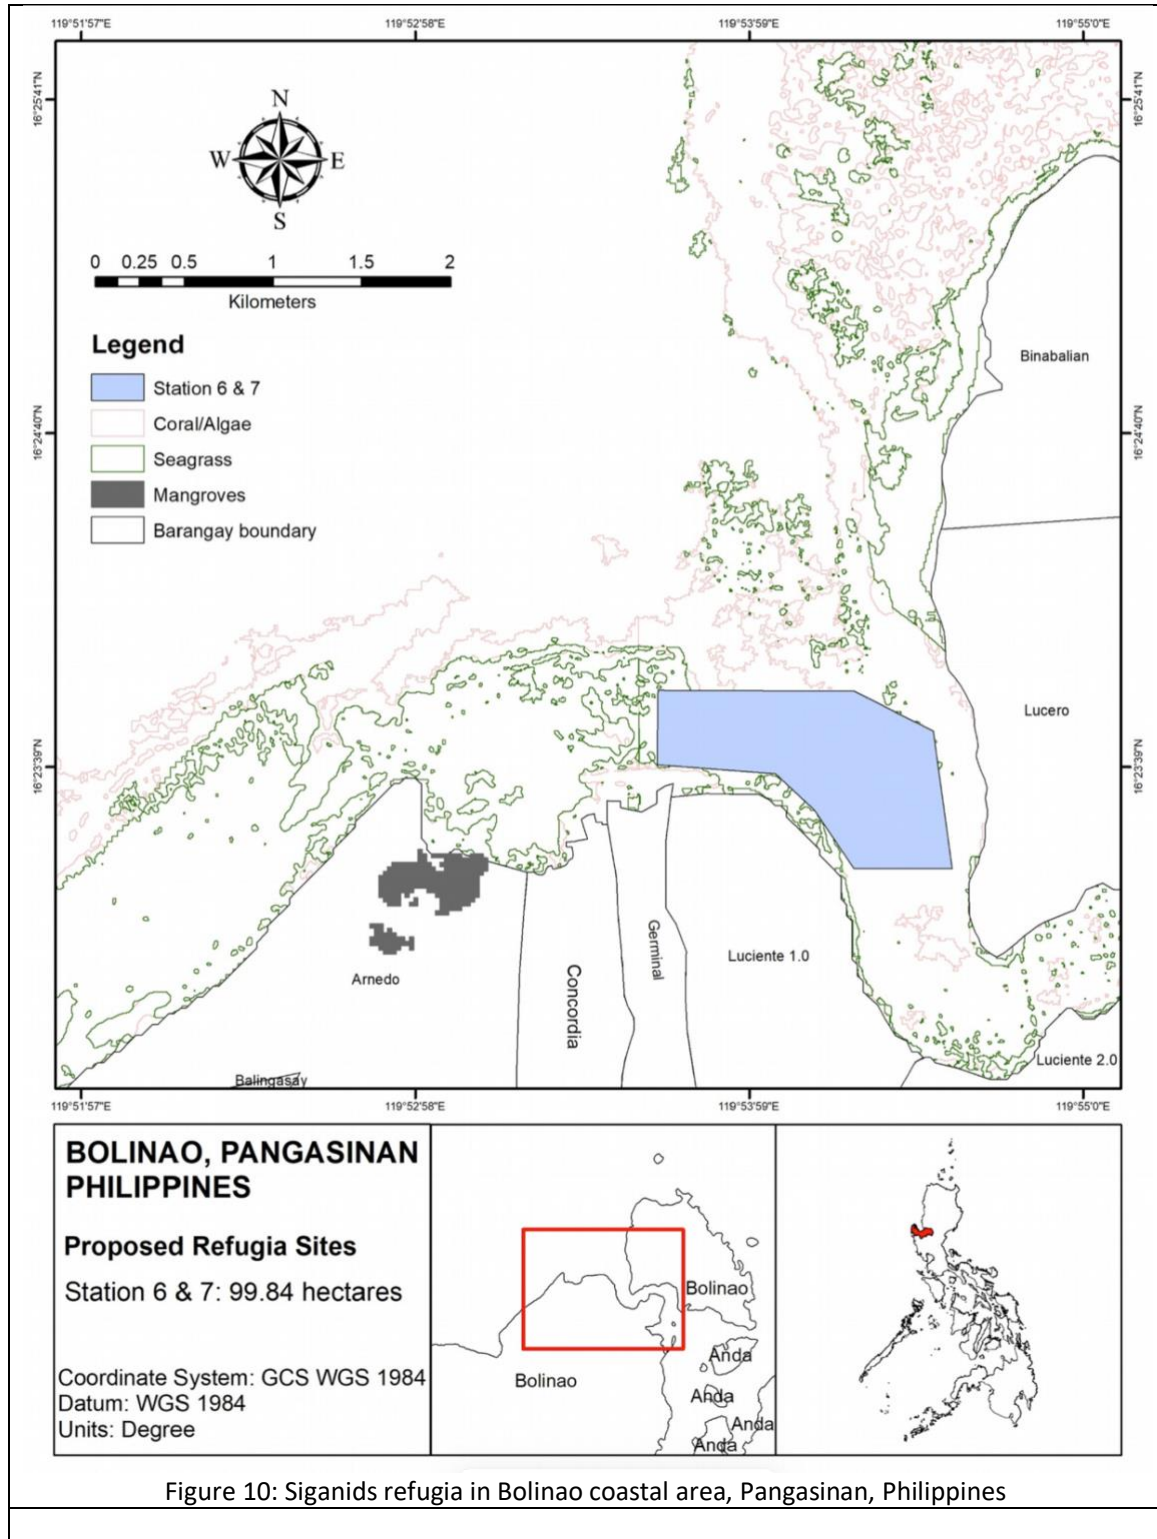 119°51'57"E 119°52'58"E 119°53'59"E 119°55'0"E
16°25'41"N
16°25'41"N
N
W E
S
0 0.25 0.5 1 1.5 2
Kilometers
Legend
Station 6 & 7
Coral/Algae
Seagrass
Mangroves
Barangay boundary
Binabalian
16°24'40"N
16°24'40"N
Lucero
16°23'39"N
16°23'39"N
Arnedo
Concordia
Germinal
Luciente 1.0
Luciente 2.0
Balingasay
119°51'57"E 119°52'58"E 119°53'59"E 119°55'0"E
BOLINAO, PANGASINAN
PHILIPPINES
Proposed Refugia Sites
Station 6 & 7: 99.84 hectares
Coordinate System: GCS WGS 1984
Datum: WGS 1984
Units: Degree
Bolinao
Anda
Bolinao
Anda
Anda
Anda
Figure 10: Siganids refugia in Bolinao coastal area, Pangasinan, Philippines